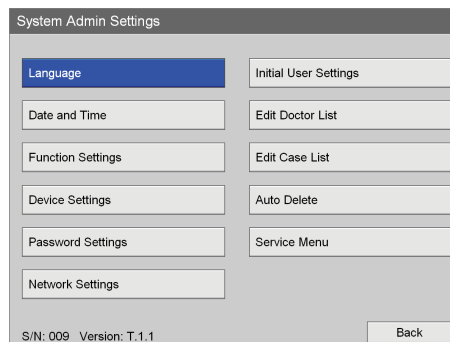 System Admin Settings
Language
Date and Time
Function Settings
Device Settings
Password Settings
Network Settings
Initial User Settings
Edit Doctor List
Edit Case List
Auto Delete
Service Menu
S/N: 009 Version: T.1.1
Back